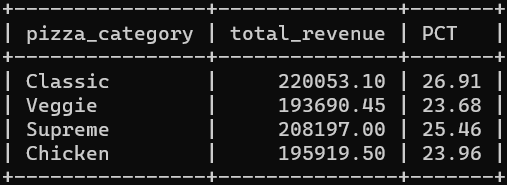 +----------------+---------------+-------+
| pizza_category | total_revenue | PCT   |
+----------------+---------------+-------+
| Classic        |     220053.10 | 26.91 |
| Veggie         |     193690.45 | 23.68 |
| Supreme        |     208197.00 | 25.46 |
| Chicken        |     195919.50 | 23.96 |
+----------------+---------------+-------+